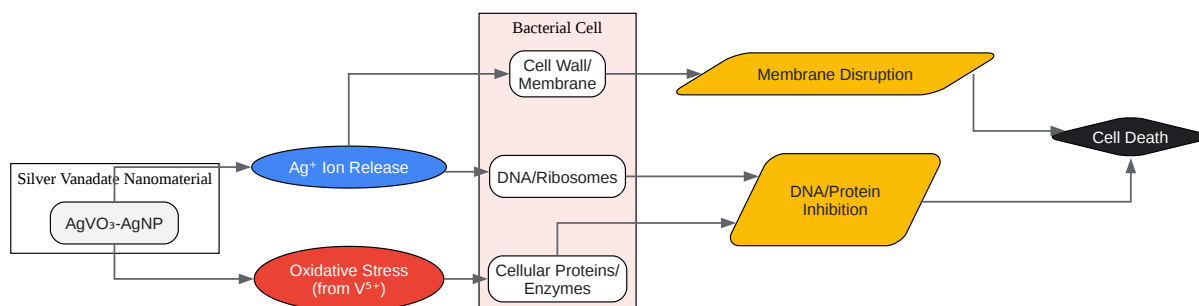 Silver Vanadate Nanomaterial
AgVO₃-AgNP
Ag⁺ Ion Release
Oxidative Stress
(from V⁵⁺)
Bacterial Cell
Cell Wall/
Membrane
DNA/Ribosomes
Cellular Proteins/
Enzymes
Membrane Disruption
DNA/Protein
Inhibition
Cell Death